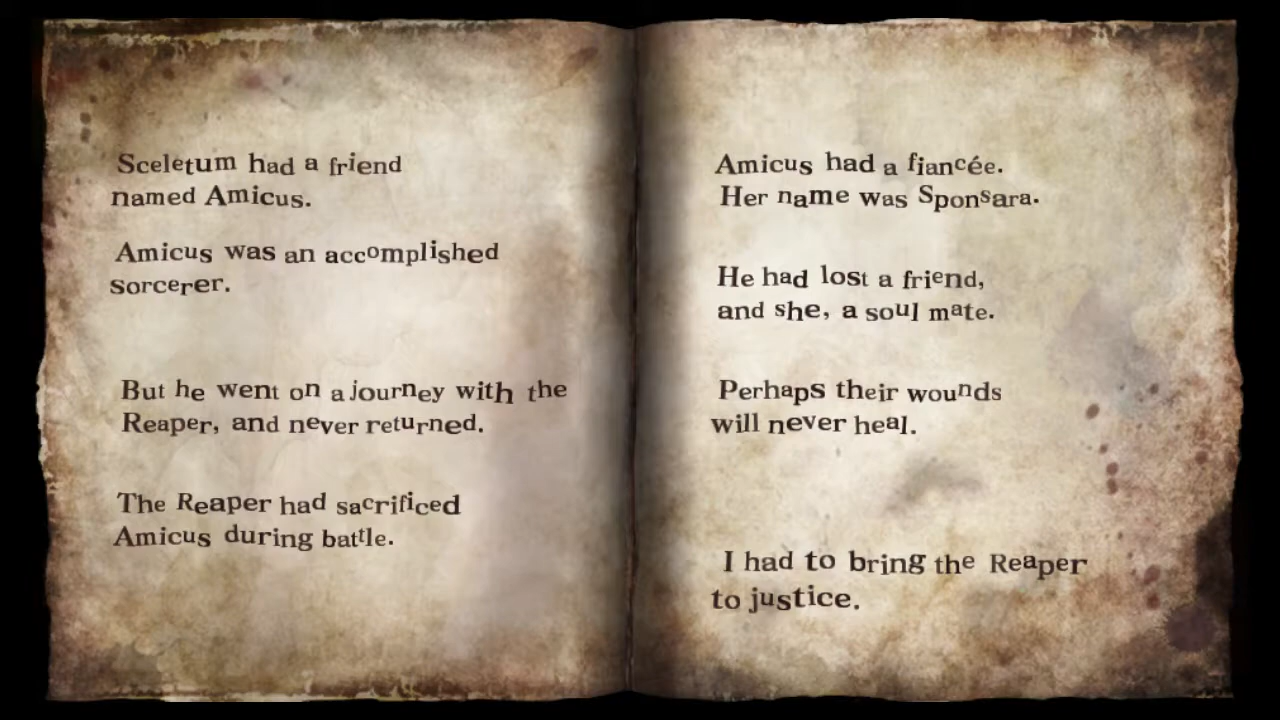 Sceletum had a friend
named Amicus.
Amicus was an accomplished
sorcerer.
But he went on a journey with the
Reaper, and never returned.
The Reaper had sacrificed
Amicus during battle.
Amicus had a fiancée.
Her name was Sponsara.
He had lost a friend,
and she, a soul mate.
Perhaps their wounds
will never heal.
I had to bring the Reaper
to justice.